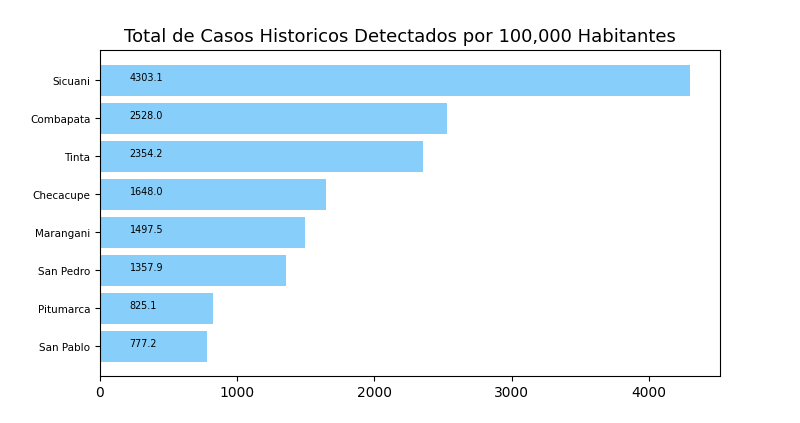 Total de Casos Historicos Detectados por 100,000 Habitantes
Sicuani 4303.1
Combapata 2528.0
Tinta 2354.2
Checacupe 1648.0
Marangani 1497.5
San Pedro 1357.9
Pitumarca 825.1
San Pablo 777.2
0 1000 2000 3000 4000